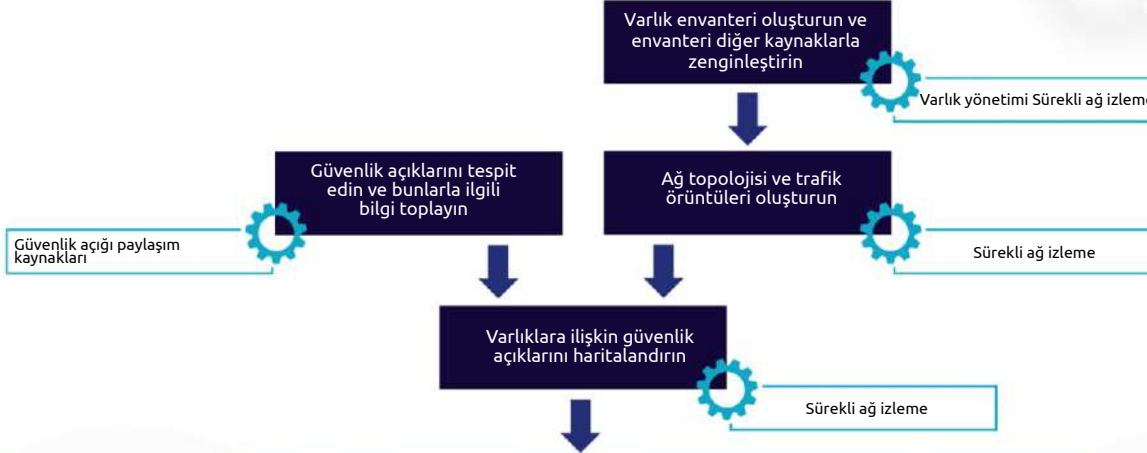 Varlık envanteri oluşturun ve
envanteri diğer kaynaklarla
zenginleştirin
Varlık yönetimi Sürekli ağ izleme
Güvenlik açıklarını tespit
edin ve bunlarla ilgili
bilgi toplayın
Güvenlik açığı paylaşım
kaynakları
Ağ topolojisi ve trafik
örüntüleri oluşturun
Sürekli ağ izleme
Varlıklara ilişkin güvenlik
açıklarını haritalandırın
Sürekli ağ izleme